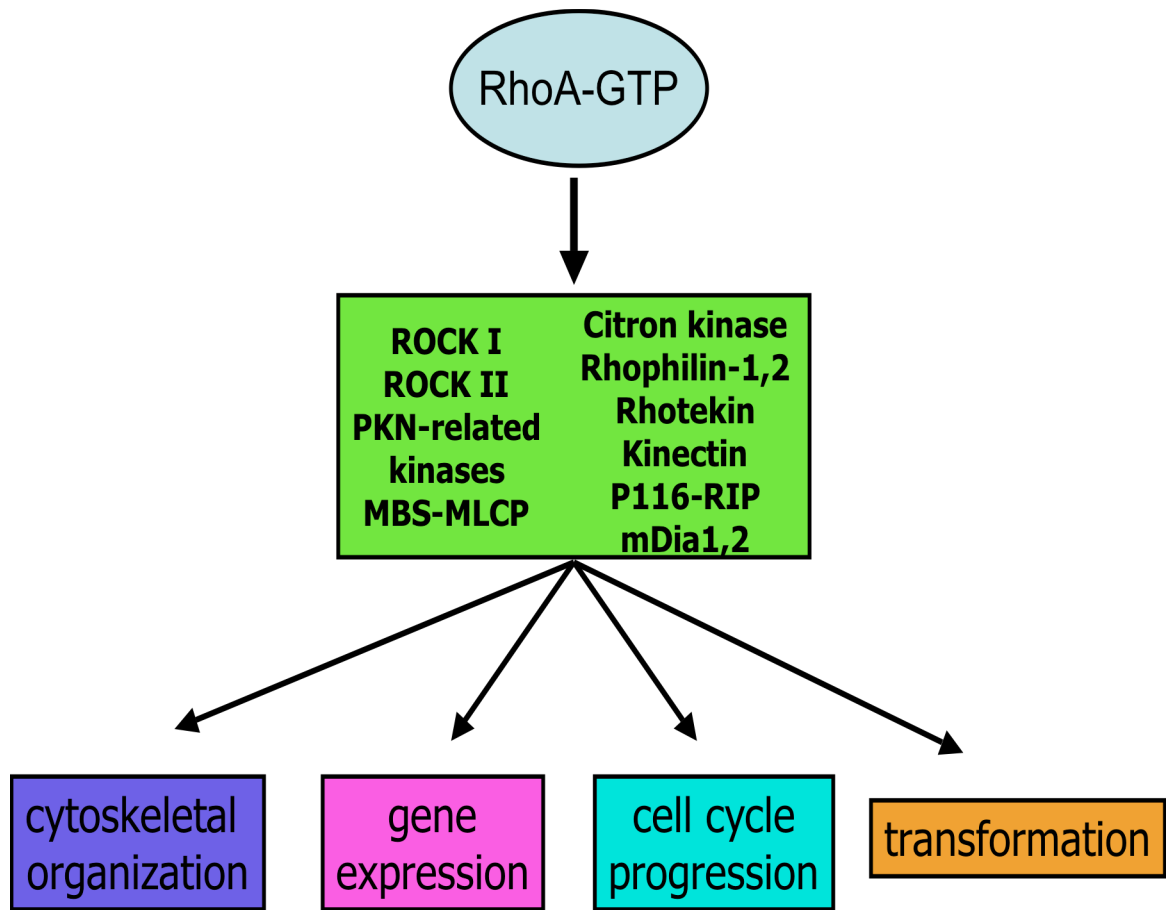 RhoA-GTP
ROCK I
ROCK II
PKN-related
kinases
MBS-MLCP
Citron kinase
Rhophilin-1,2
Rhotekin
Kinectin
P116-RIP
mDia1,2
cytoskeletal
organization
gene
expression
cell cycle
progression
transformation